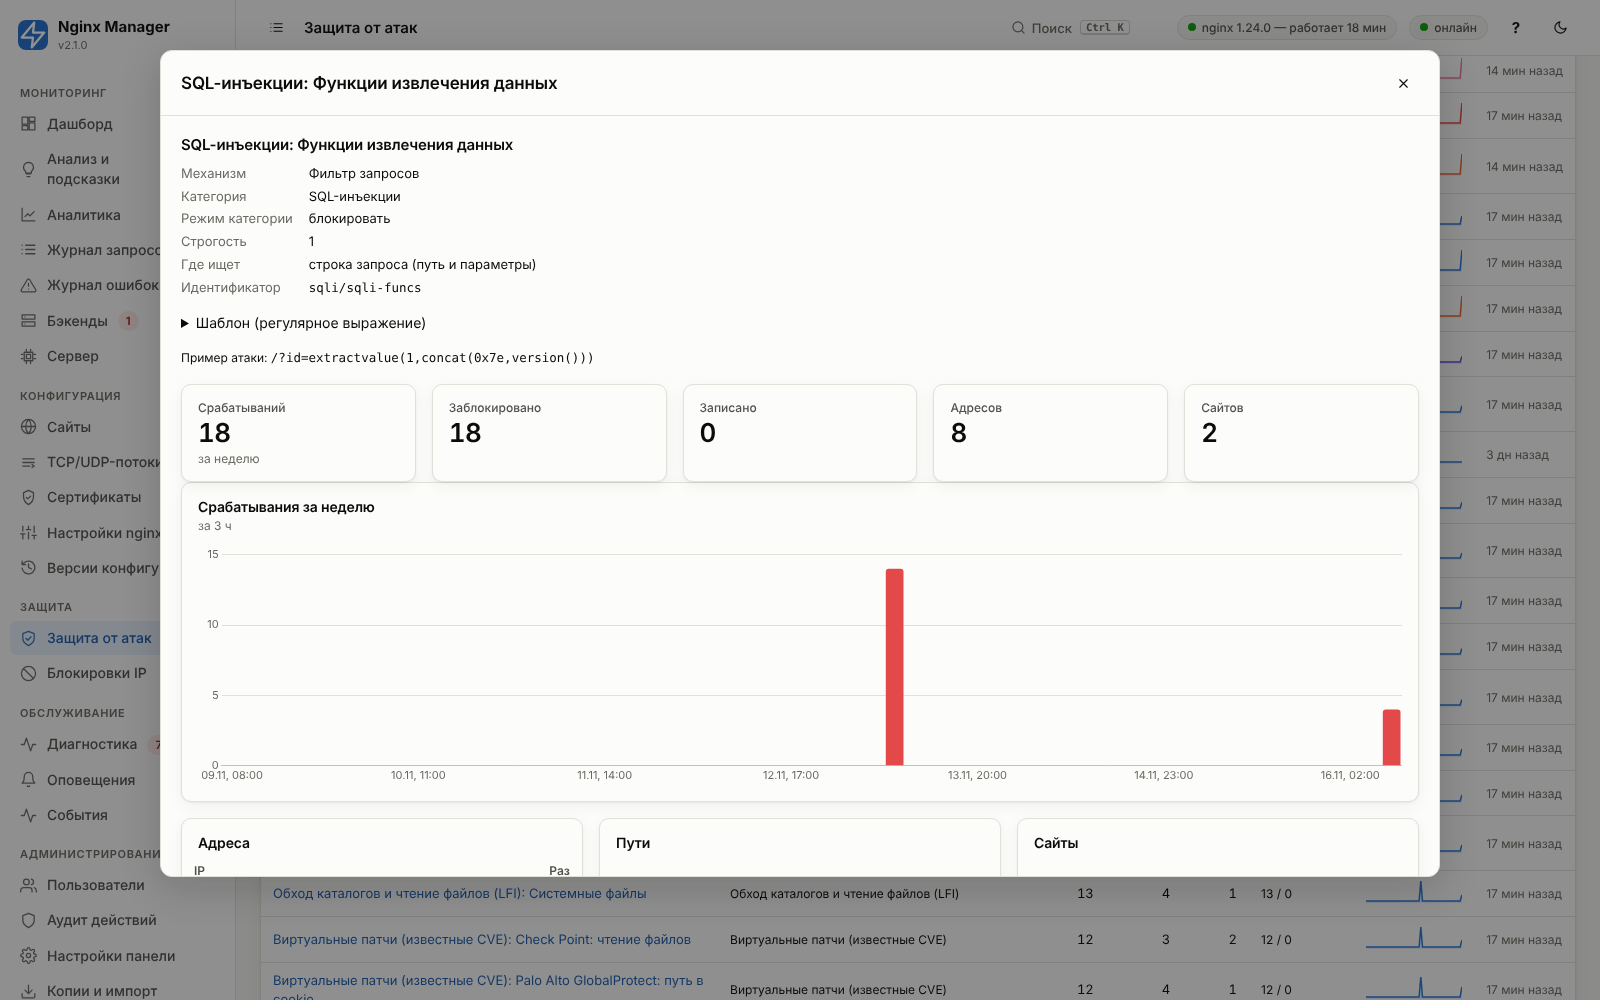 Nginx Manager
v2.1.0
Защита от атак
Поиск Ctrl K
nginx 1.24.0 — работает 18 мин
онлайн
?
МОНИТОРИНГ
Дашборд
Анализ и
подсказки
Аналитика
Журнал запросо
Журнал ошибок
Бэкенды 1
Сервер
КОНФИГУРАЦИЯ
Сайты
TCP/UDP-потоки
Сертификаты
Настройки nginx
Версии конфигу
ЗАЩИТА
Защита от атак
Блокировки IP
ОБСЛУЖИВАНИЕ
Диагностика 7
Оповещения
События
АДМИНИСТРИРОВАНИ
Пользователи
Аудит действий
Настройки панели
Копии и импорт
SQL-инъекции: Функции извлечения данных
SQL-инъекции: Функции извлечения данных
Механизм Фильтр запросов
Категория SQL-инъекции
Режим категории блокировать
Строгость 1
Где ищет строка запроса (путь и параметры)
Идентификатор sqli/sqli-funcs
Шаблон (регулярное выражение)
Пример атаки: /?id=extractvalue(1,concat(0x7e,version()))
Срабатываний
18
за неделю
Заблокировано
18
Записано
0
Адресов
8
Сайтов
2
Срабатывания за неделю
за 3 ч
15
10
5
0
09.11, 08:00 10.11, 11:00 11.11, 14:00 12.11, 17:00 13.11, 20:00 14.11, 23:00 16.11, 02:00
Адреса
IP Раз
Пути
Сайты
14 мин назад
17 мин назад
14 мин назад
17 мин назад
17 мин назад
17 мин назад
17 мин назад
17 мин назад
3 дн назад
17 мин назад
17 мин назад
17 мин назад
17 мин назад
17 мин назад
17 мин назад
17 мин назад
17 мин назад
Обход каталогов и чтение файлов (LFI): Системные файлы Обход каталогов и чтение файлов (LFI) 13 4 1 13 / 0 17 мин назад
Виртуальные патчи (известные CVE): Check Point: чтение файлов Виртуальные патчи (известные CVE) 12 3 2 12 / 0 17 мин назад
Виртуальные патчи (известные CVE): Palo Alto GlobalProtect: путь в
cookie Виртуальные патчи (известные CVE) 12 4 1 12 / 0 17 мин назад